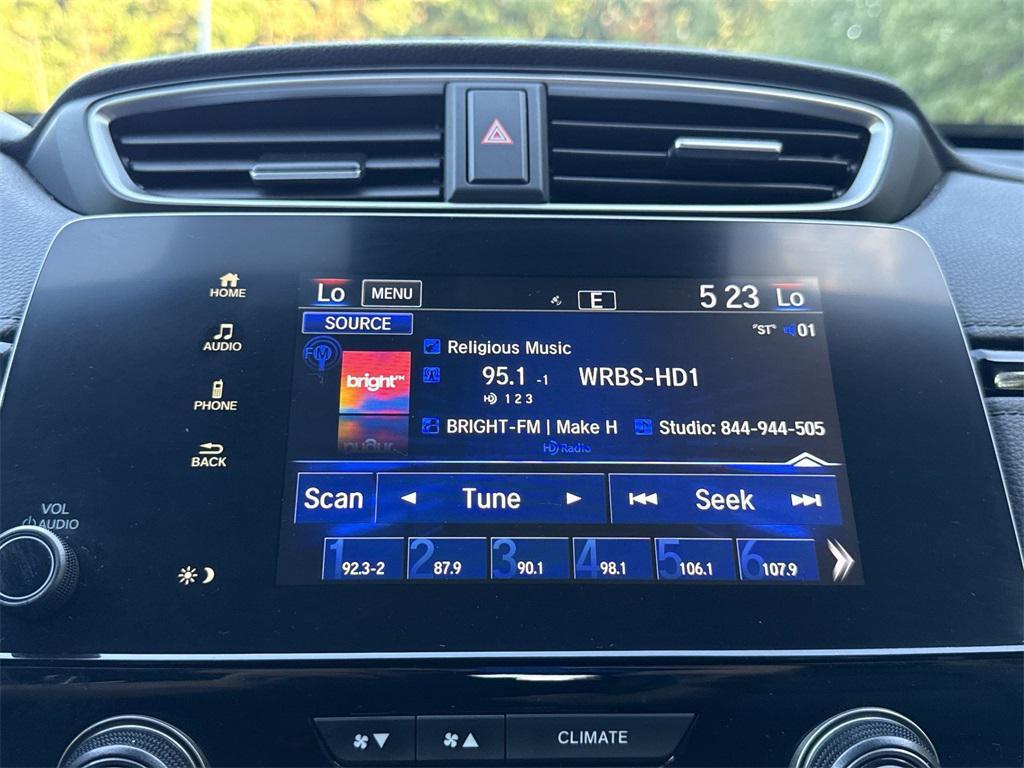 Lo MENU E 5 23 Lo
HOME
SOURCE
"ST" 01
FM
AUDIO
bright™
Religious Music
95.1 -1 WRBS-HD1
HD 1 2 3
PHONE
BRIGHT-FM | Make H
Studio: 844-944-505
HD Radio
BACK
Scan Tune Seek
VOL
AUDIO
1 92.3-2
2 87.9
3 90.1
4 98.1
5 106.1
6 107.9
CLIMATE